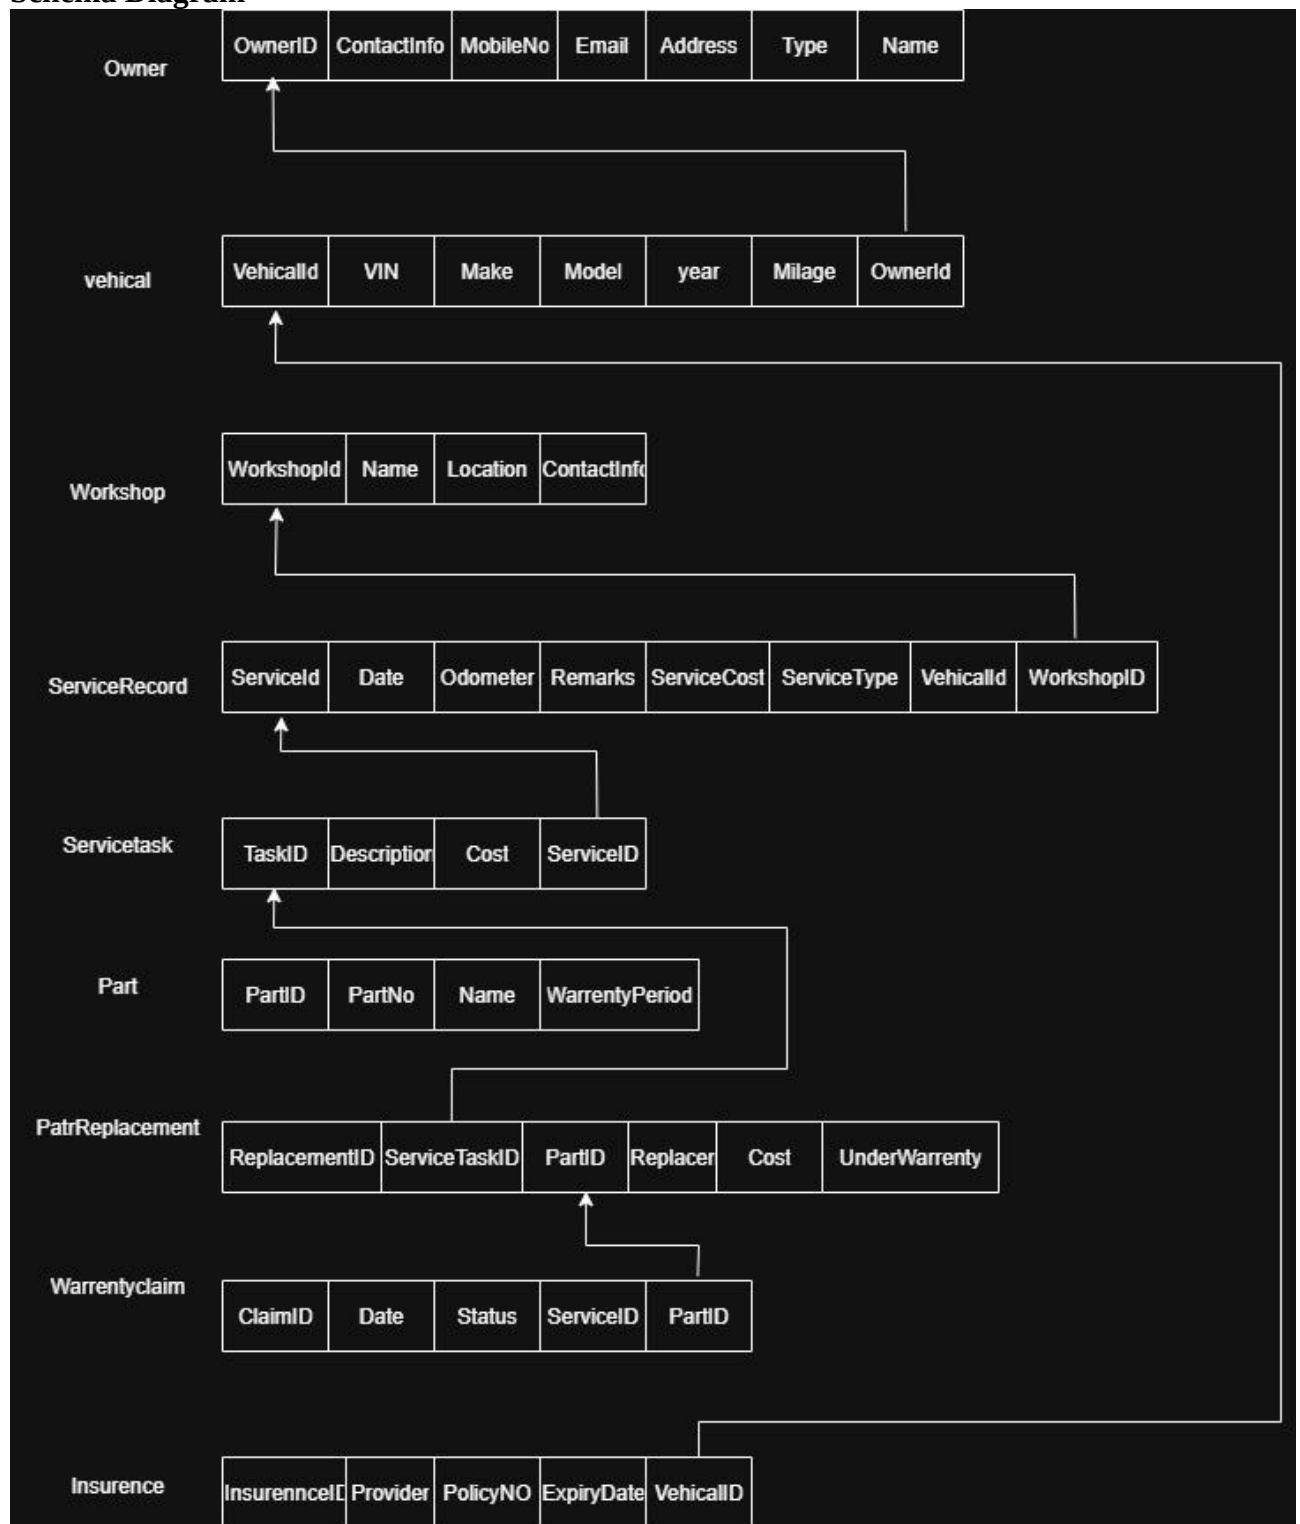 Schema Diagram
Owner OwnerID ContactInfo MobileNo Email Address Type Name
vehical VehicalId VIN Make Model year Milage OwnerId
Workshop WorkshopId Name Location ContactInfo
ServiceRecord ServiceId Date Odometer Remarks ServiceCost ServiceType VehicalId WorkshopID
Servicetask TaskID Description Cost ServiceID
Part PartID PartNo Name WarrentyPeriod
PatrReplacement ReplacementID ServiceTaskID PartID Replacer Cost UnderWarrenty
Warrentyclaim ClaimID Date Status ServiceID PartID
Insurence InsurennceID Provider PolicyNO ExpiryDate VehicalID